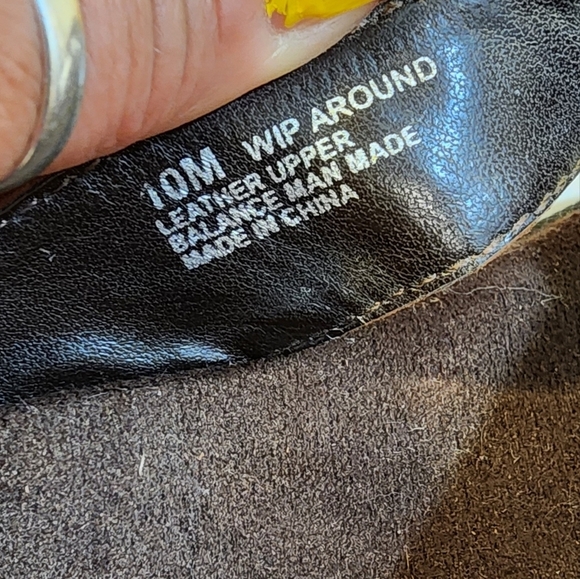 10M WIP AROUND
LEATHER UPPER
BALANCE MAN MADE
MADE IN CHINA